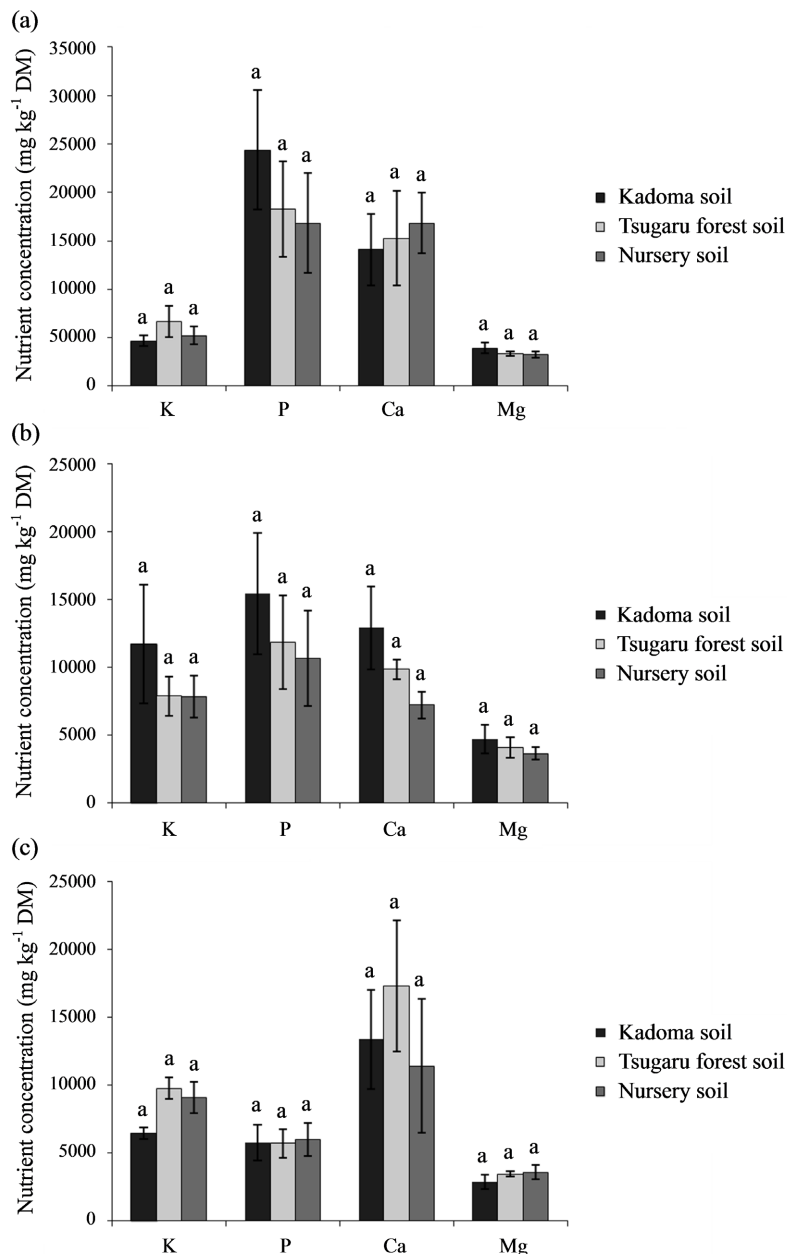 (a)
Nutrient concentration (mg kg-1 DM)
35000
30000
25000
20000
15000
10000
50000
0
a a a
a a a
a a a
a a a
K P Ca Mg
Kadoma soil
Tsugaru forest soil
Nursery soil
(b)
Nutrient concentration (mg kg-1 DM)
25000
20000
15000
10000
5000
0
a a a
a a a
a a a
a a a
K P Ca Mg
Kadoma soil
Tsugaru forest soil
Nursery soil
(c)
Nutrient concentration (mg kg-1 DM)
25000
20000
15000
10000
5000
0
a a a
a a a
a a a
a a a
K P Ca Mg
Kadoma soil
Tsugaru forest soil
Nursery soil